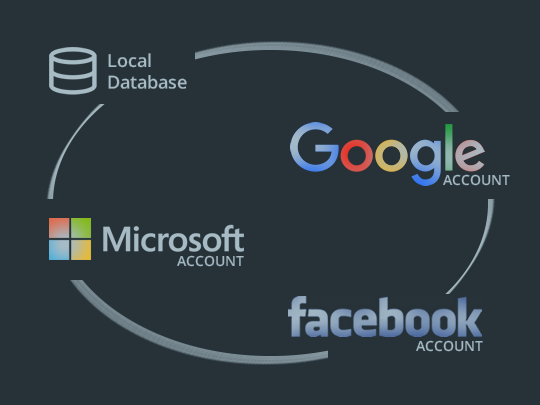 Local
Database
Google
ACCOUNT
Microsoft
ACCOUNT
facebook
ACCOUNT